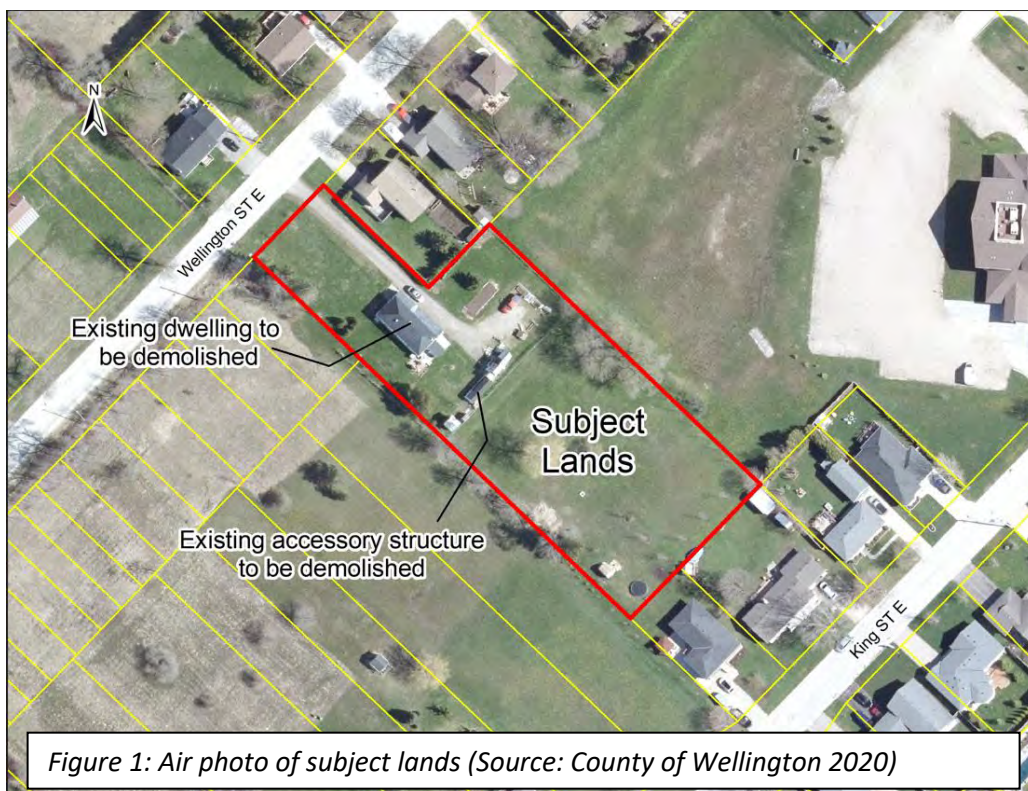 N
Wellington ST E
Existing dwelling to
be demolished
Subject
Lands
Existing accessory structure
to be demolished
King ST E
Figure 1: Air photo of subject lands (Source: County of Wellington 2020)